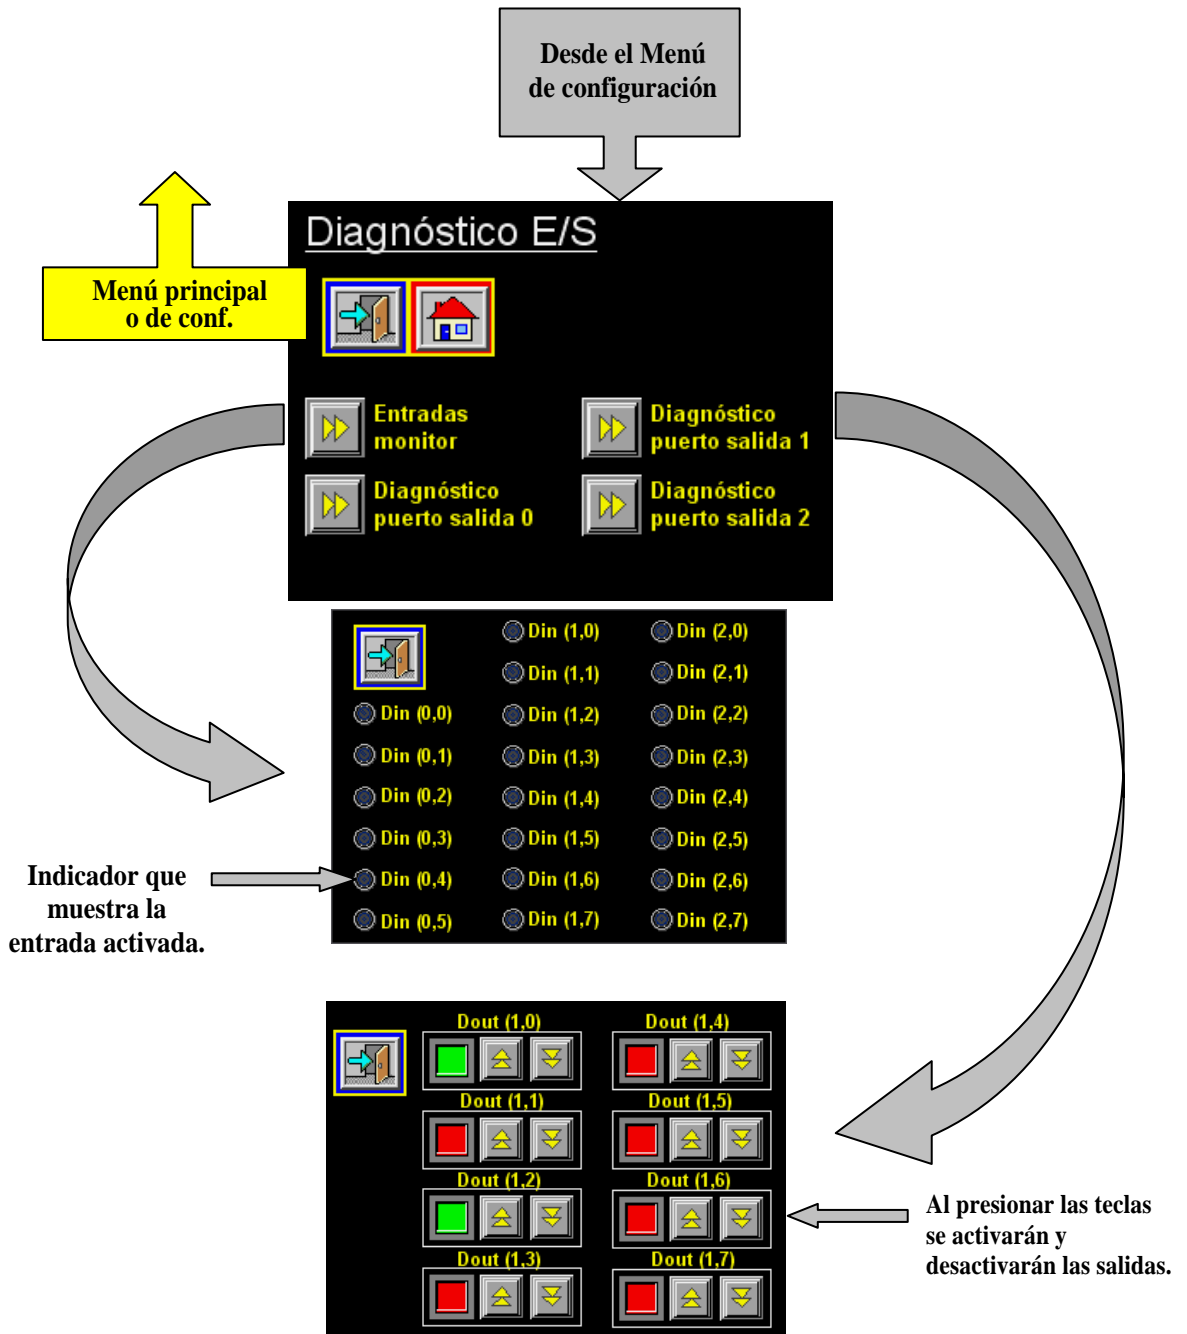 Desde el Menú
de configuración
Diagnóstico E/S
Menú principal
o de conf.
Entradas
monitor
Diagnóstico
puerto salida 1
Diagnóstico
puerto salida 0
Diagnóstico
puerto salida 2
Din (1,0)
Din (2,0)
Din (1,1)
Din (2,1)
Din (0,0)
Din (1,2)
Din (2,2)
Din (0,1)
Din (1,3)
Din (2,3)
Din (0,2)
Din (1,4)
Din (2,4)
Din (0,3)
Din (1,5)
Din (2,5)
Din (0,4)
Din (1,6)
Din (2,6)
Din (0,5)
Din (1,7)
Din (2,7)
Indicador que
muestra la
entrada activada.
Dout (1,0)
Dout (1,4)
Dout (1,1)
Dout (1,5)
Dout (1,2)
Dout (1,6)
Dout (1,3)
Dout (1,7)
Al presionar las teclas
se activarán y
desactivarán las salidas.